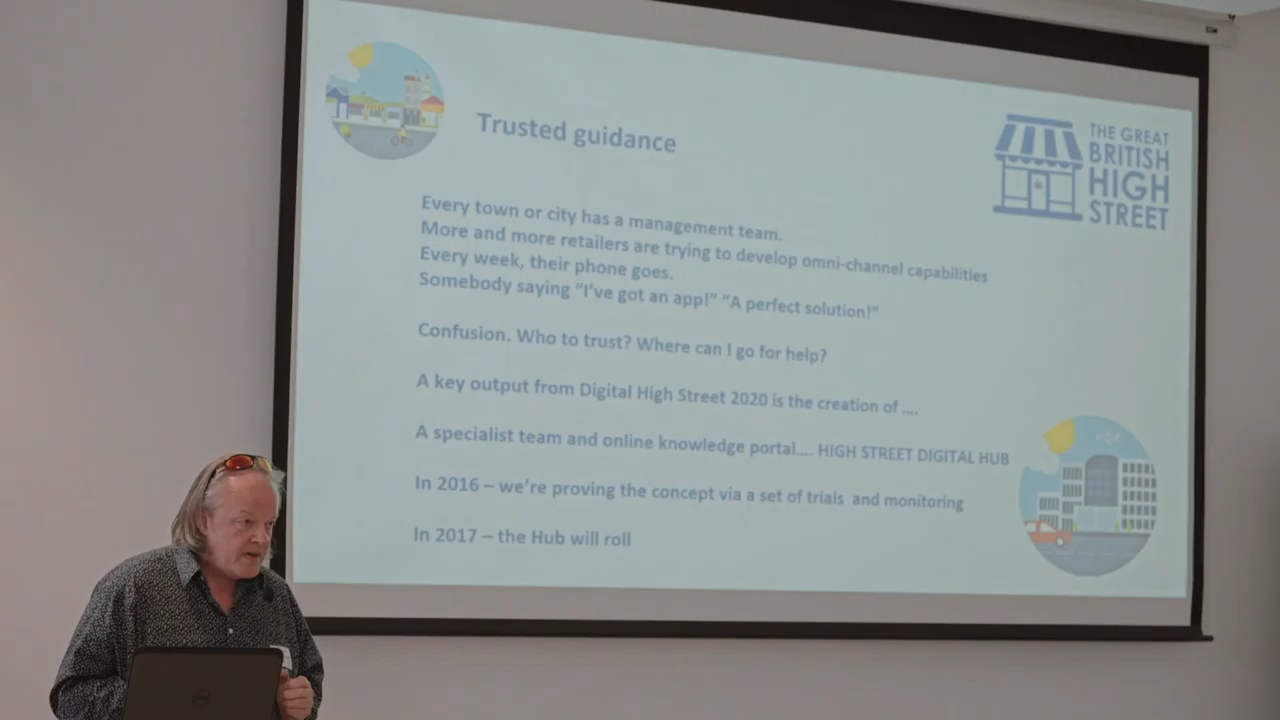 Trusted guidance
THE GREAT
BRITISH
HIGH
STREET
Every town or city has a management team.
More and more retailers are trying to develop omni-channel capabilities
Every week, their phone goes.
Somebody saying “I’ve got an app!” “A perfect solution!”
Confusion. Who to trust? Where can I go for help?
A key output from Digital High Street 2020 is the creation of ....
A specialist team and online knowledge portal.... HIGH STREET DIGITAL HUB
In 2016 – we’re proving the concept via a set of trials  and monitoring
In 2017 – the Hub will roll